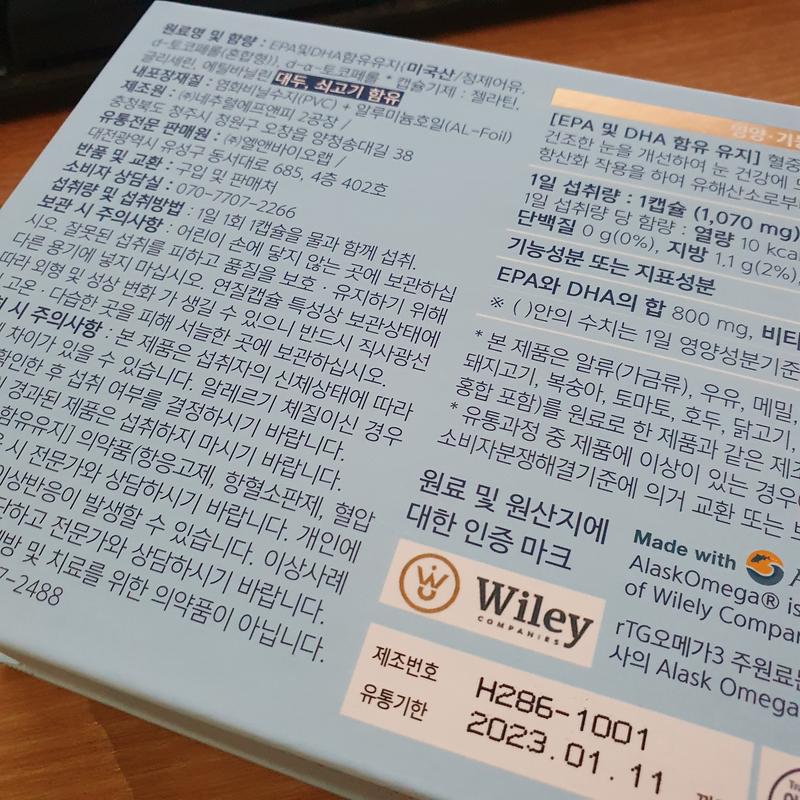 원료명 및 함량 : EPA및DHA함유유지(미국산/정제어유,
d-토코페롤(혼합형)), d-α-토코페롤 + 캡슐기제 : 젤라틴,
글리세린, 에틸바닐린 대두, 쇠고기 함유
내포장재질 : 염화비닐수지(PVC) + 알루미늄호일(AL-Foil)
제조원 : ㈜네추럴에프앤피 2공장 /
충청북도 청주시 청원구 오창읍 양청송대길 38
유통전문 판매원 : ㈜엘앤바이오랩 /
대전광역시 유성구 동서대로 685, 4층 402호
반품 및 교환 : 구입 및 판매처
소비자 상담실 : 070-7707-2266
섭취량 및 섭취방법 : 1일 1회 1캡슐을 물과 함께 섭취.
보관 시 주의사항 : 어린이 손에 닿지 않는 곳에 보관하십
시오. 잘못된 섭취를 피하고 품질을 보호 · 유지하기 위해
다른 용기에 넣지 마십시오. 연질캡슐 특성상 보관상태에
따라 외형 및 성상 변화 가 생길 수 있으니 반드시 직사광선
고온 · 다습한 곳을 피해 서늘한 곳에 보관하십시오.
시 주의사항 : 본 제품은 섭취자의 신체상태에 따라
차이가 있을 수 있습니다. 알레르기 체질이신 경우
확인한 후 섭취 여부를 결정하시기 바랍니다.
경과된 제품은 섭취하지 마시기 바랍니다.
함유유지] 의약품(항응고제, 항혈소판제, 혈압
시 전문가와 상담하시기 바랍니다. 개인에
이상반응이 발생할 수 있습니다. 이상사례
하고 전문가와 상담하시기 바랍니다.
예방 및 치료를 위한 의약품이 아닙니다.
7-2488
영양·기능
[EPA 및 DHA 함유 유지] 혈중
건조한 눈을 개선하여 눈 건강에 도
항산화 작용을 하여 유해산소로부터
1일 섭취량 : 1캡슐 (1,070 mg)
1일 섭취량 당 함량 : 열량 10 kcal
단백질 0 g(0%), 지방 1.1 g(2%)
기능성분 또는 지표성분
EPA와 DHA의 합 800 mg, 비타
※ ( )안의 수치는 1일 영양성분기준
* 본 제품은 알류(가금류), 우유, 메밀,
돼지고기, 복숭아, 토마토, 호두, 닭고기,
홍합 포함)를 원료로 한 제품과 같은 제조
* 유통과정 중 제품에 이상이 있는 경우
소비자분쟁해결기준에 의거 교환 또는
원료 및 원산지에
대한 인증 마크
Wiley
COMPANIES
Made with
AlaskOmega® is
of Wilely Compan
rTG오메가3 주원료는
사의 Alask Omega
제조번호 H286-1001
유통기한 2023.01.11